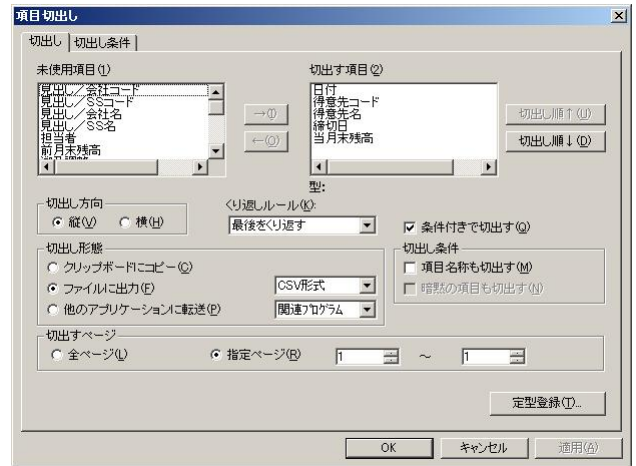 項目切出し
切出し 切出し条件
未使用項目(1) 切出す項目(2)
見出し/会社コード
見出し/SSコード
見出し/会社名
見出し/SS名
担当者
前月末残高
日付
得意先コード
得意先名
締切日
当月末残高
→(I)
←(O)
切出し順↑(U)
切出し順↓(D)
型:
切出し方向
縦(V) 横(H)
くり返しルール(K):
最後をくり返す
条件付きで切出す(Q)
切出し形態
クリップボードにコピー(C)
ファイルに出力(F) CSV形式
他のアプリケーションに転送(P) 関連プログラム
切出し条件
項目名称も切出す(M)
暗黙の項目も切出す(N)
切出すページ
全ページ(L) 指定ページ(R) 1 ～ 1
定型登録(T)...
OK キャンセル 適用(A)